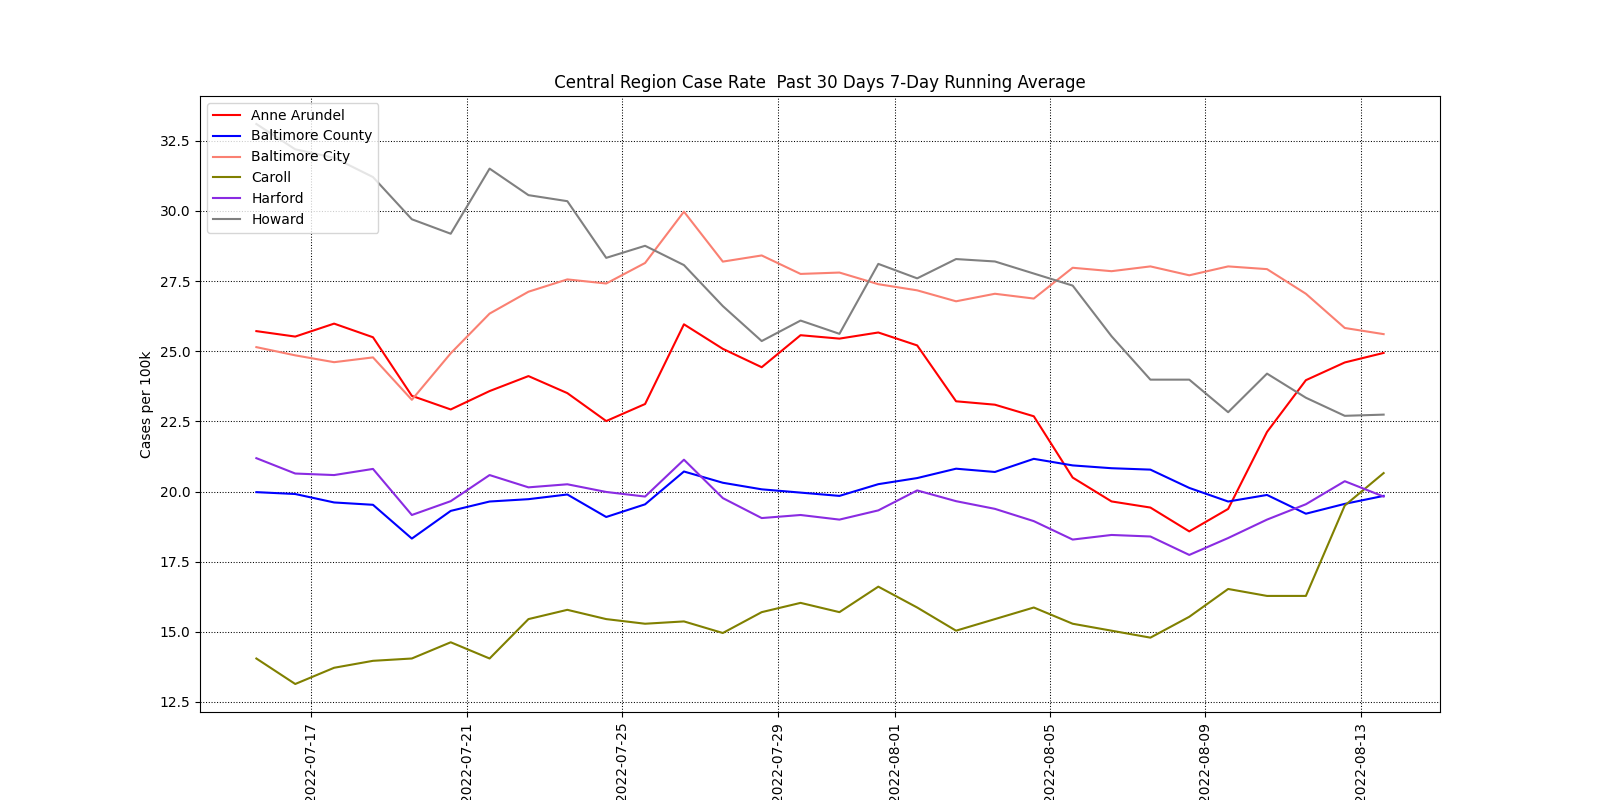 Central Region Case Rate  Past 30 Days 7-Day Running Average
Anne Arundel
Baltimore County
Baltimore City
Caroll
Harford
Howard
Cases per 100k
32.5
30.0
27.5
25.0
22.5
20.0
17.5
15.0
12.5
2022-07-17
2022-07-21
2022-07-25
2022-07-29
2022-08-01
2022-08-05
2022-08-09
2022-08-13